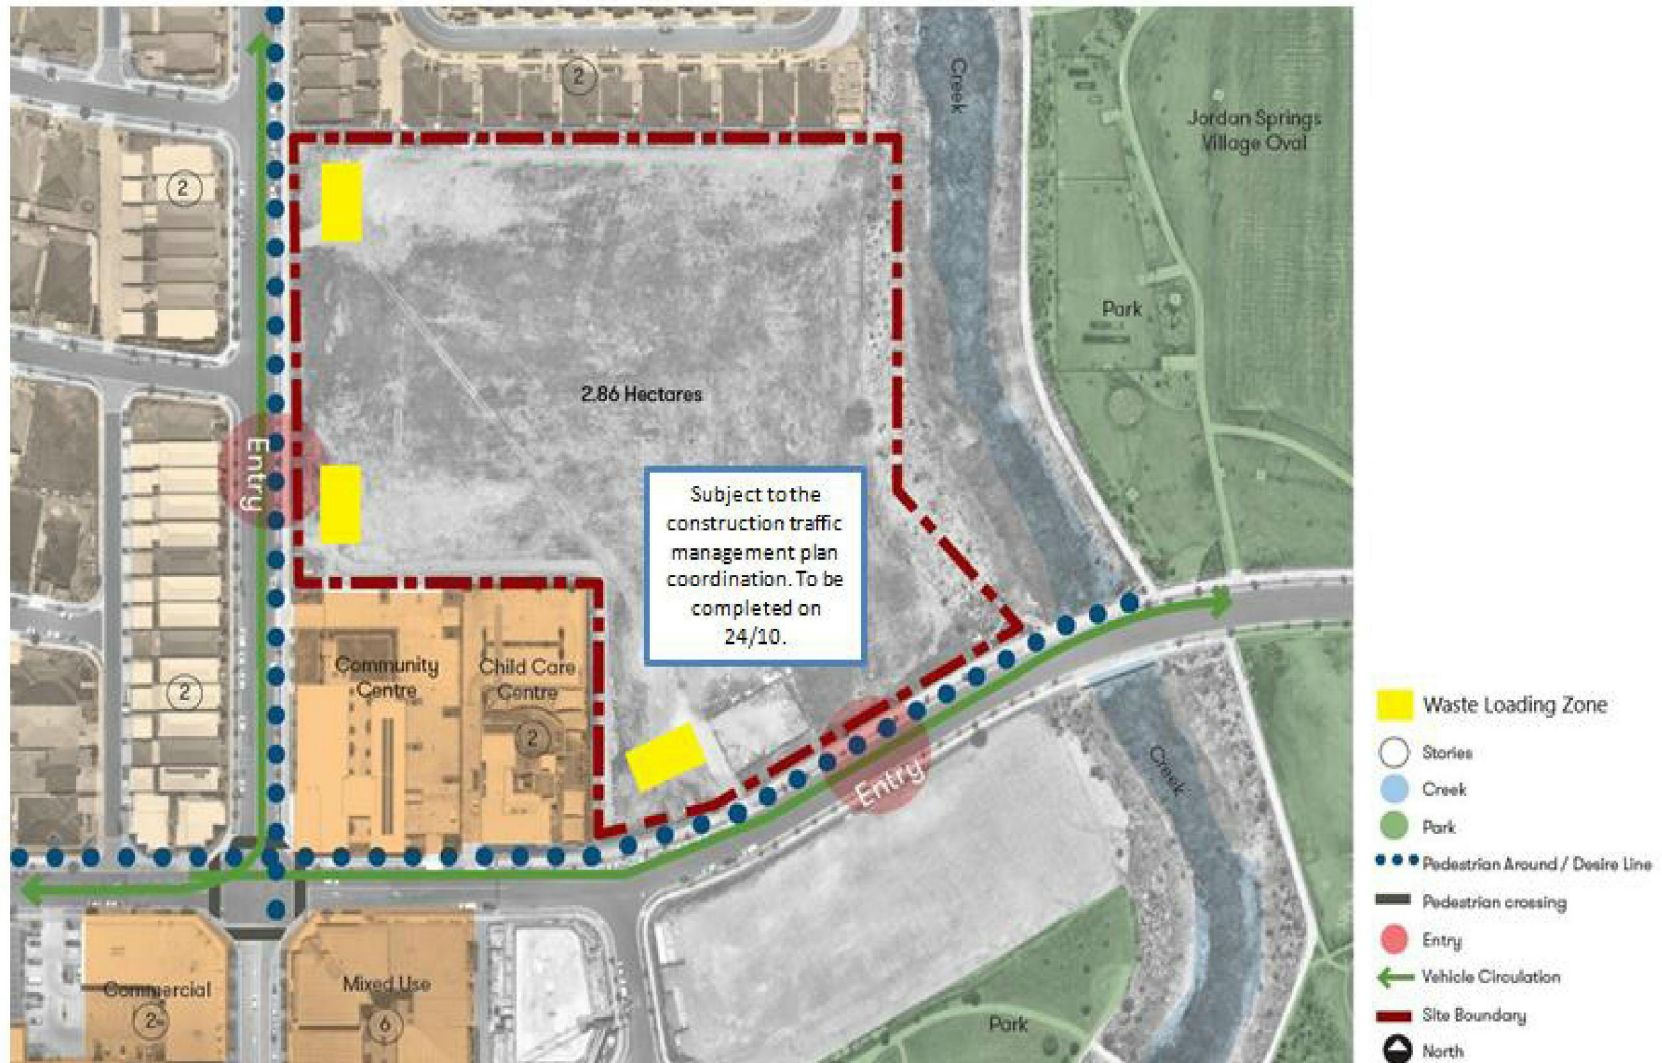 Creek
2
Jordan Springs
Village Oval
2
Park
2.86 Hectares
Entry
Subject to the
construction traffic
management plan
coordination. To be
completed on
24/10.
Community
Centre
Child Care
Centre
2
2
Entry
Creek
Commercial
2
Mixed Use
6
Park
Waste Loading Zone
Stories
Creek
Park
Pedestrian Around / Desire Line
Pedestrian crossing
Entry
Vehicle Circulation
Site Boundary
North